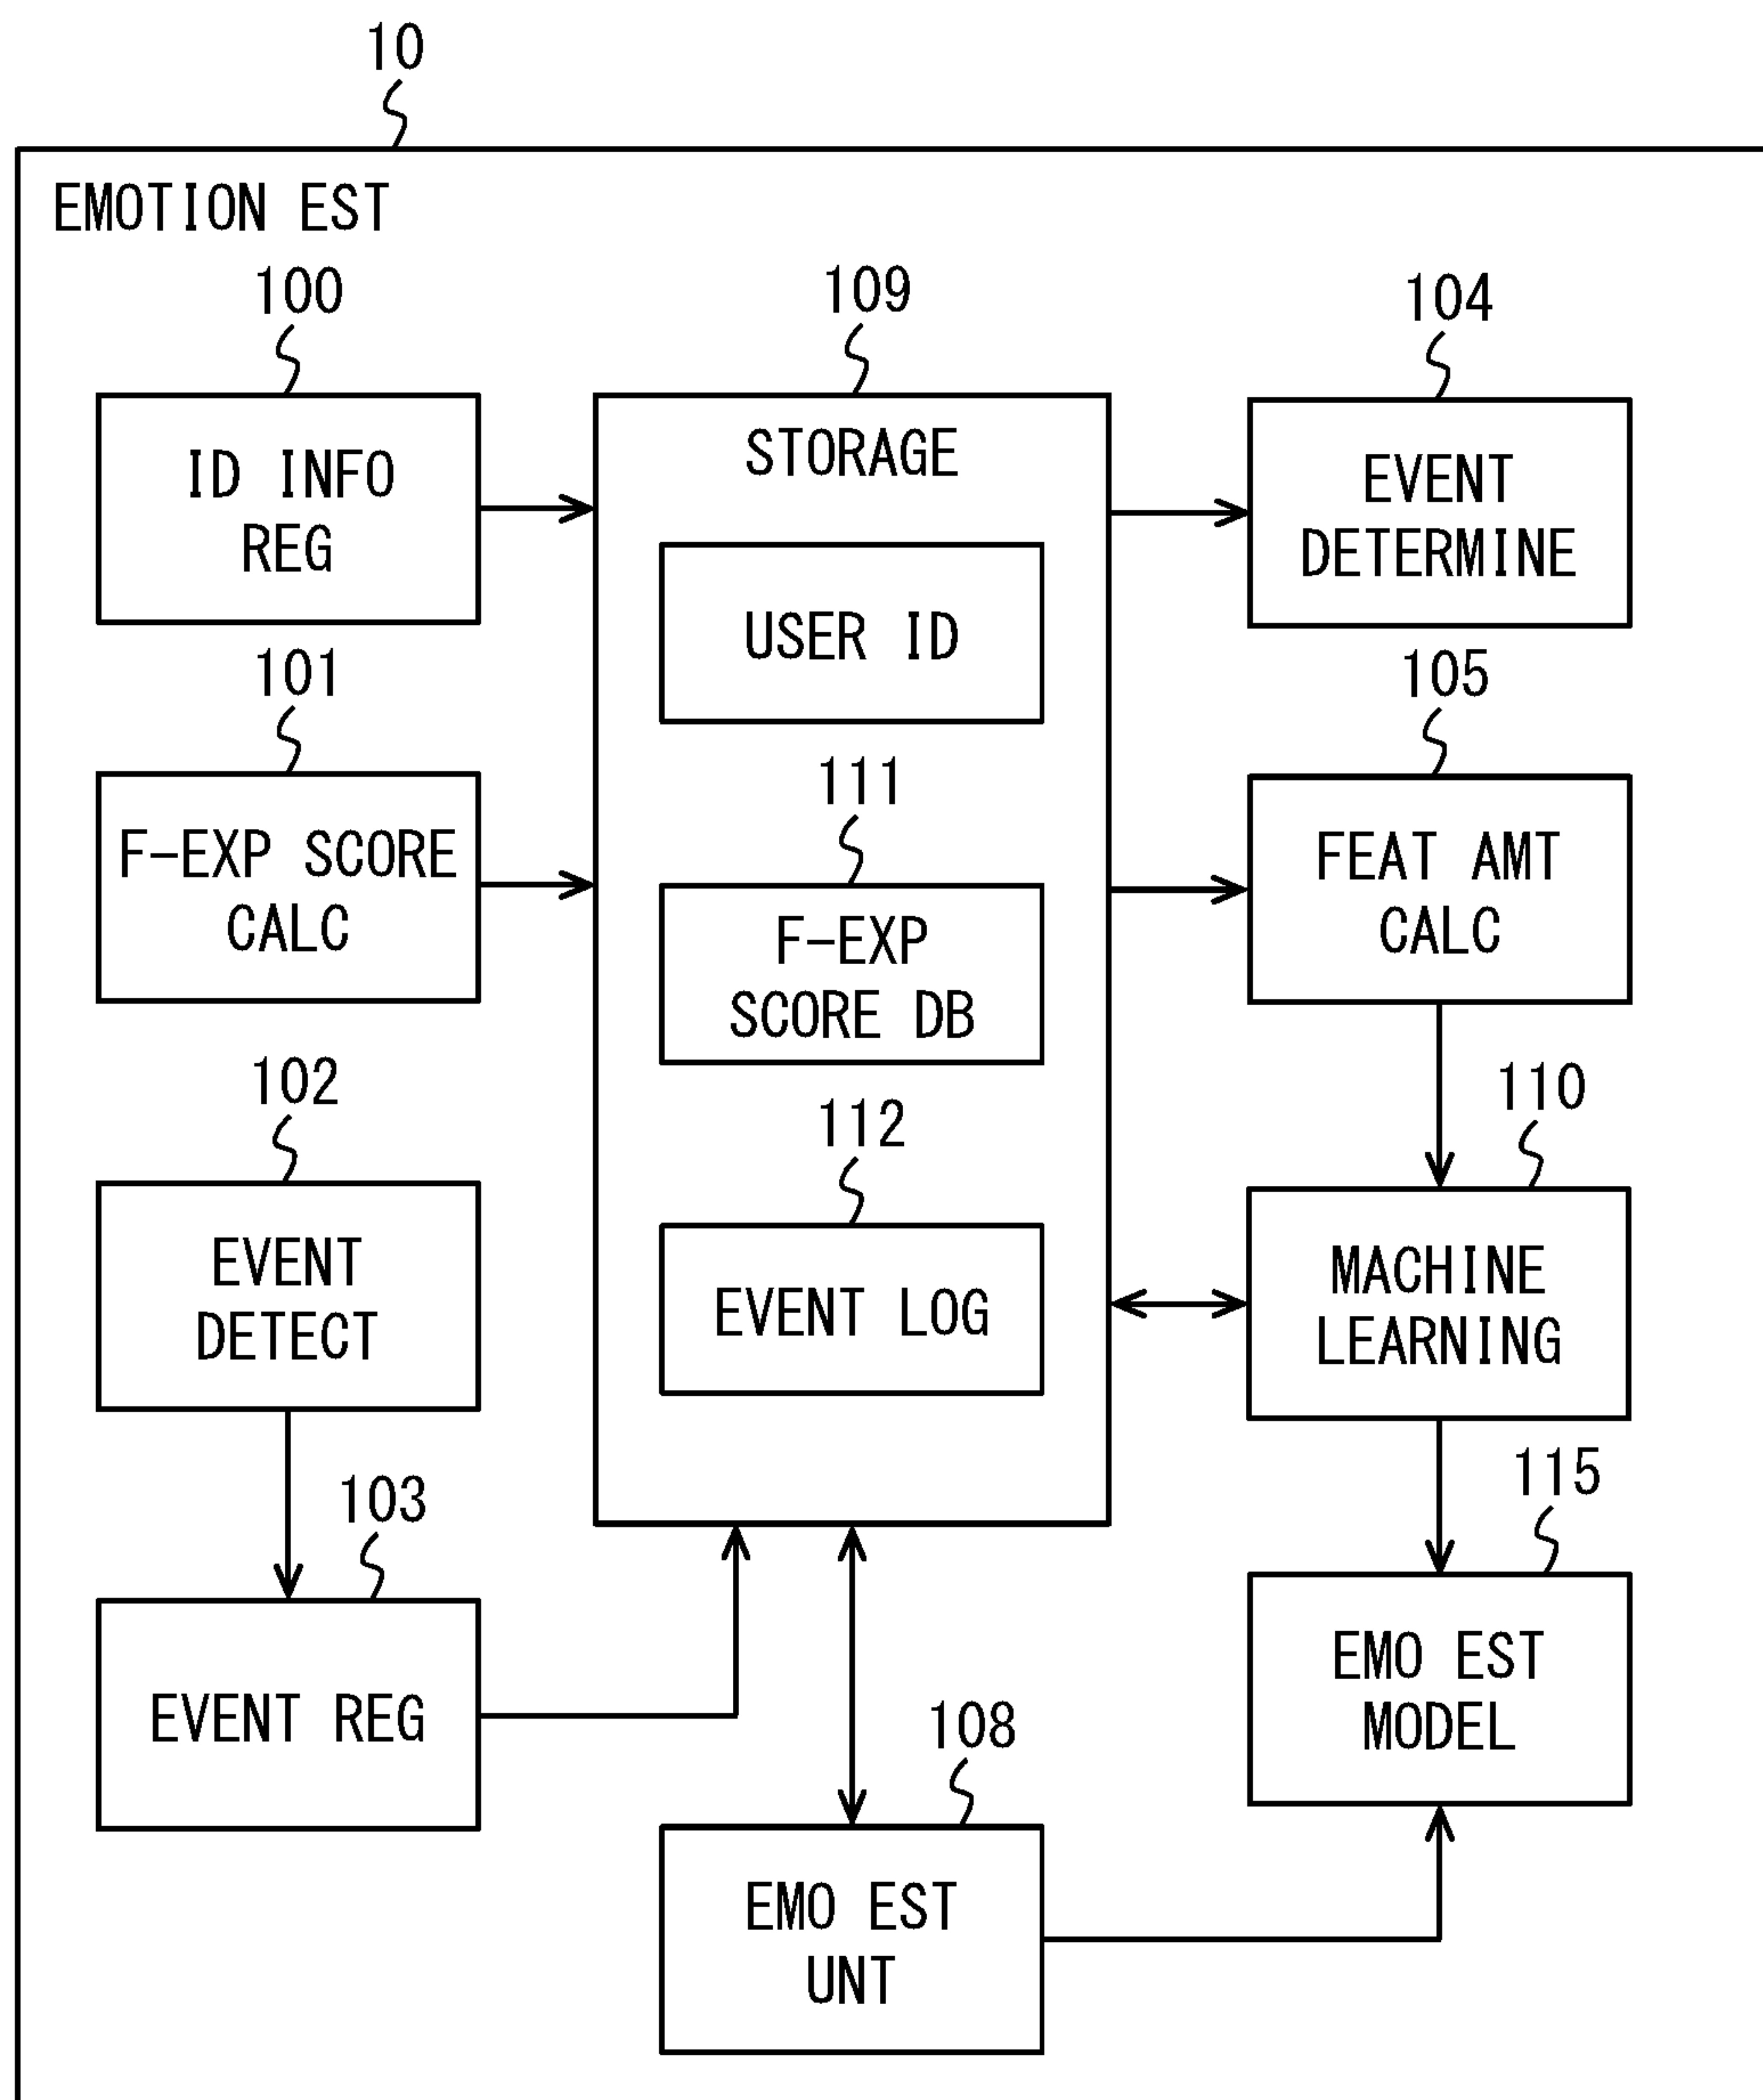 10
EMOTION EST
100
ID INFO
REG
101
F-EXP SCORE
CALC
102
EVENT
DETECT
103
EVENT REG
109
STORAGE
USER ID
111
F-EXP
SCORE DB
112
EVENT LOG
108
EMO EST
UNT
104
EVENT
DETERMINE
105
FEAT AMT
CALC
110
MACHINE
LEARNING
115
EMO EST
MODEL